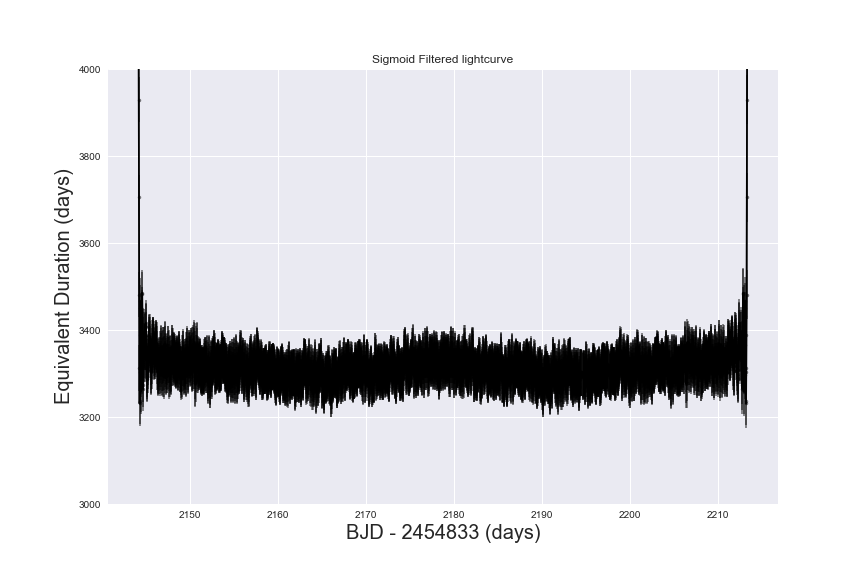 Sigmoid Filtered lightcurve
4000
3800
3600
3400
3200
3000
Equivalent Duration (days)
2150 2160 2170 2180 2190 2200 2210
BJD - 2454833 (days)